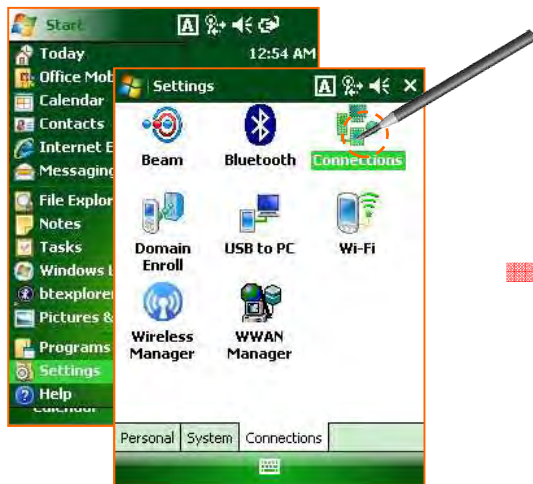 Start A
Today 12:54 AM
Office Mob
Calendar
Contacts
Internet E
Messaging
File Explor
Notes
Tasks
Windows L
btexplorer
Pictures &
Programs
Settings
Help
Calendar
Settings A
Beam Bluetooth Connections
Domain Enroll USB to PC Wi-Fi
Wireless Manager WWAN Manager
Personal System Connections